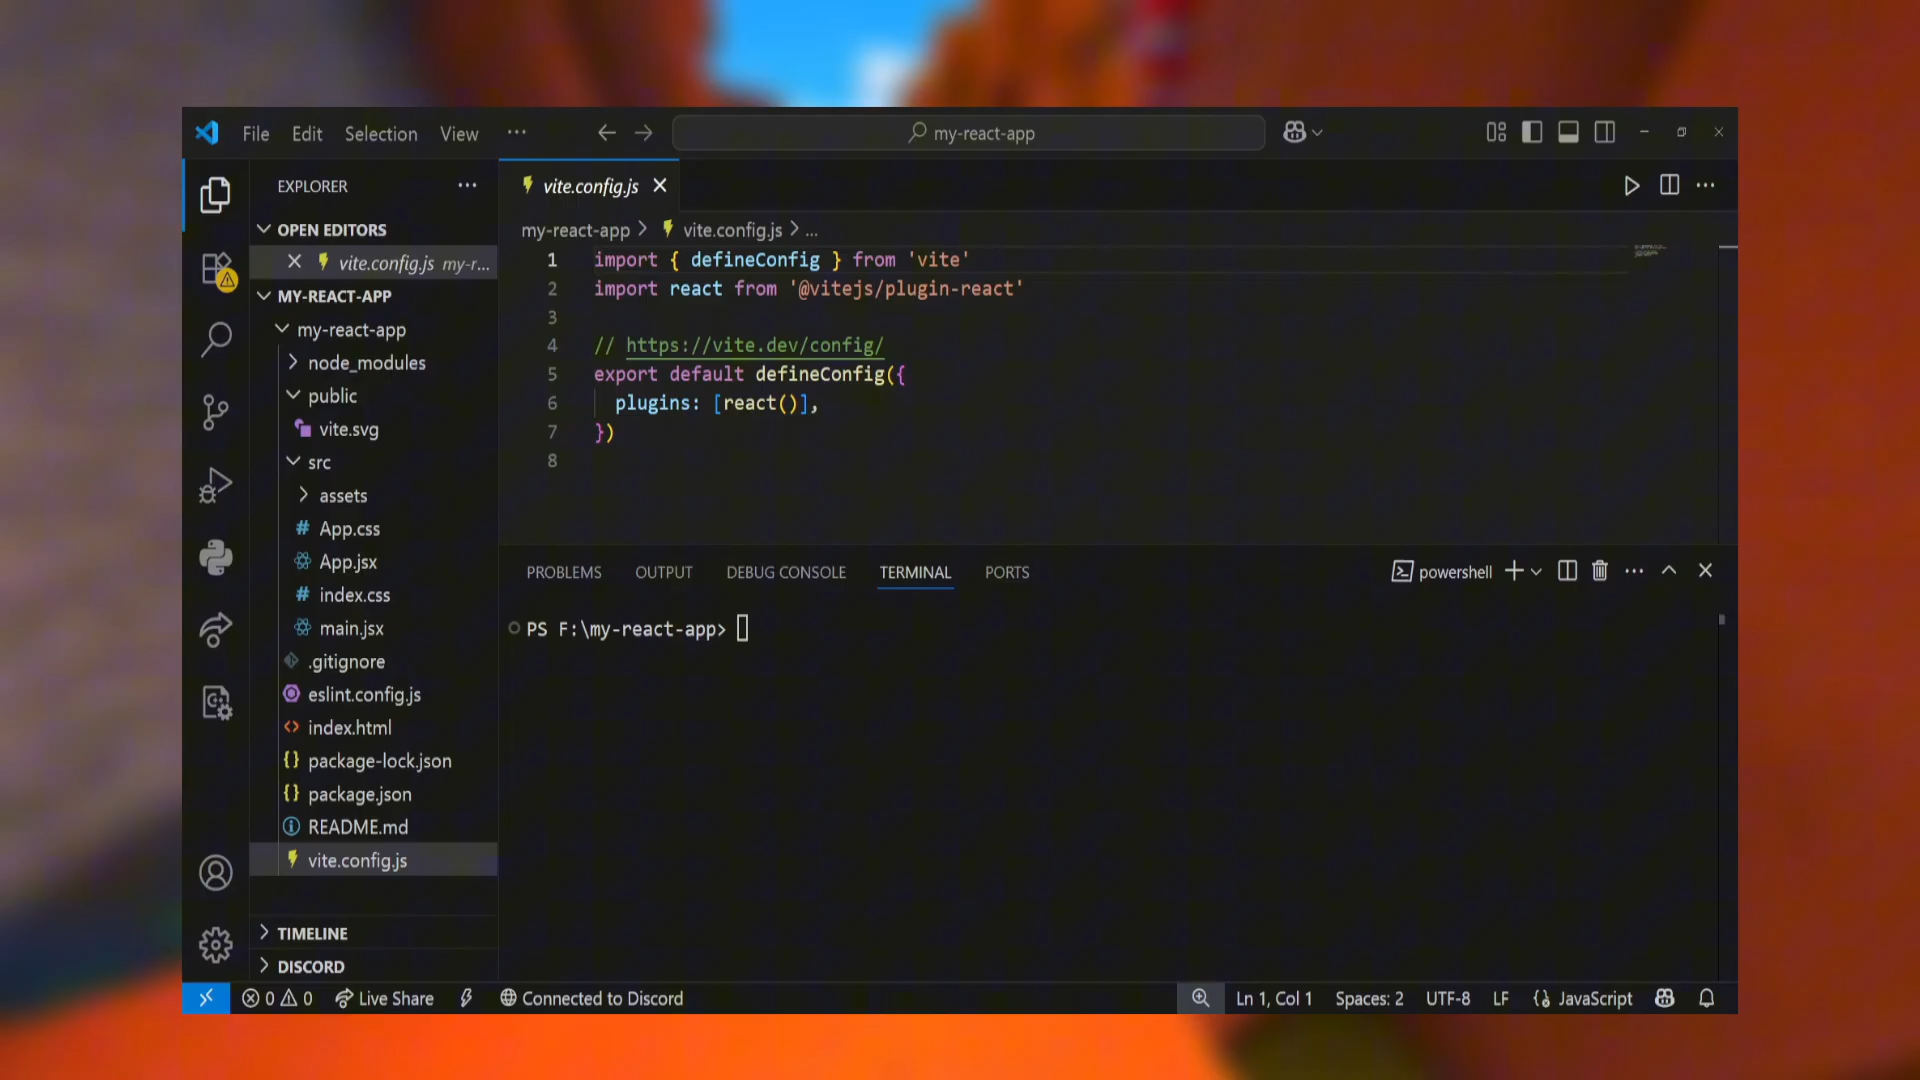 File Edit Selection View ··· my-react-app
EXPLORER ···
OPEN EDITORS
vite.config.js my-r...
MY-REACT-APP
my-react-app
node_modules
public
vite.svg
src
assets
App.css
App.jsx
index.css
main.jsx
.gitignore
eslint.config.js
index.html
package-lock.json
package.json
README.md
vite.config.js
TIMELINE
DISCORD
vite.config.js
my-react-app > vite.config.js > ...
1 import { defineConfig } from 'vite'
2 import react from '@vitejs/plugin-react'
3
4 // https://vite.dev/config/
5 export default defineConfig({
6 plugins: [react()],
7 })
8
PROBLEMS OUTPUT DEBUG CONSOLE TERMINAL PORTS powershell
PS F:\my-react-app>
0 0 Live Share Connected to Discord Ln 1, Col 1 Spaces: 2 UTF-8 LF JavaScript